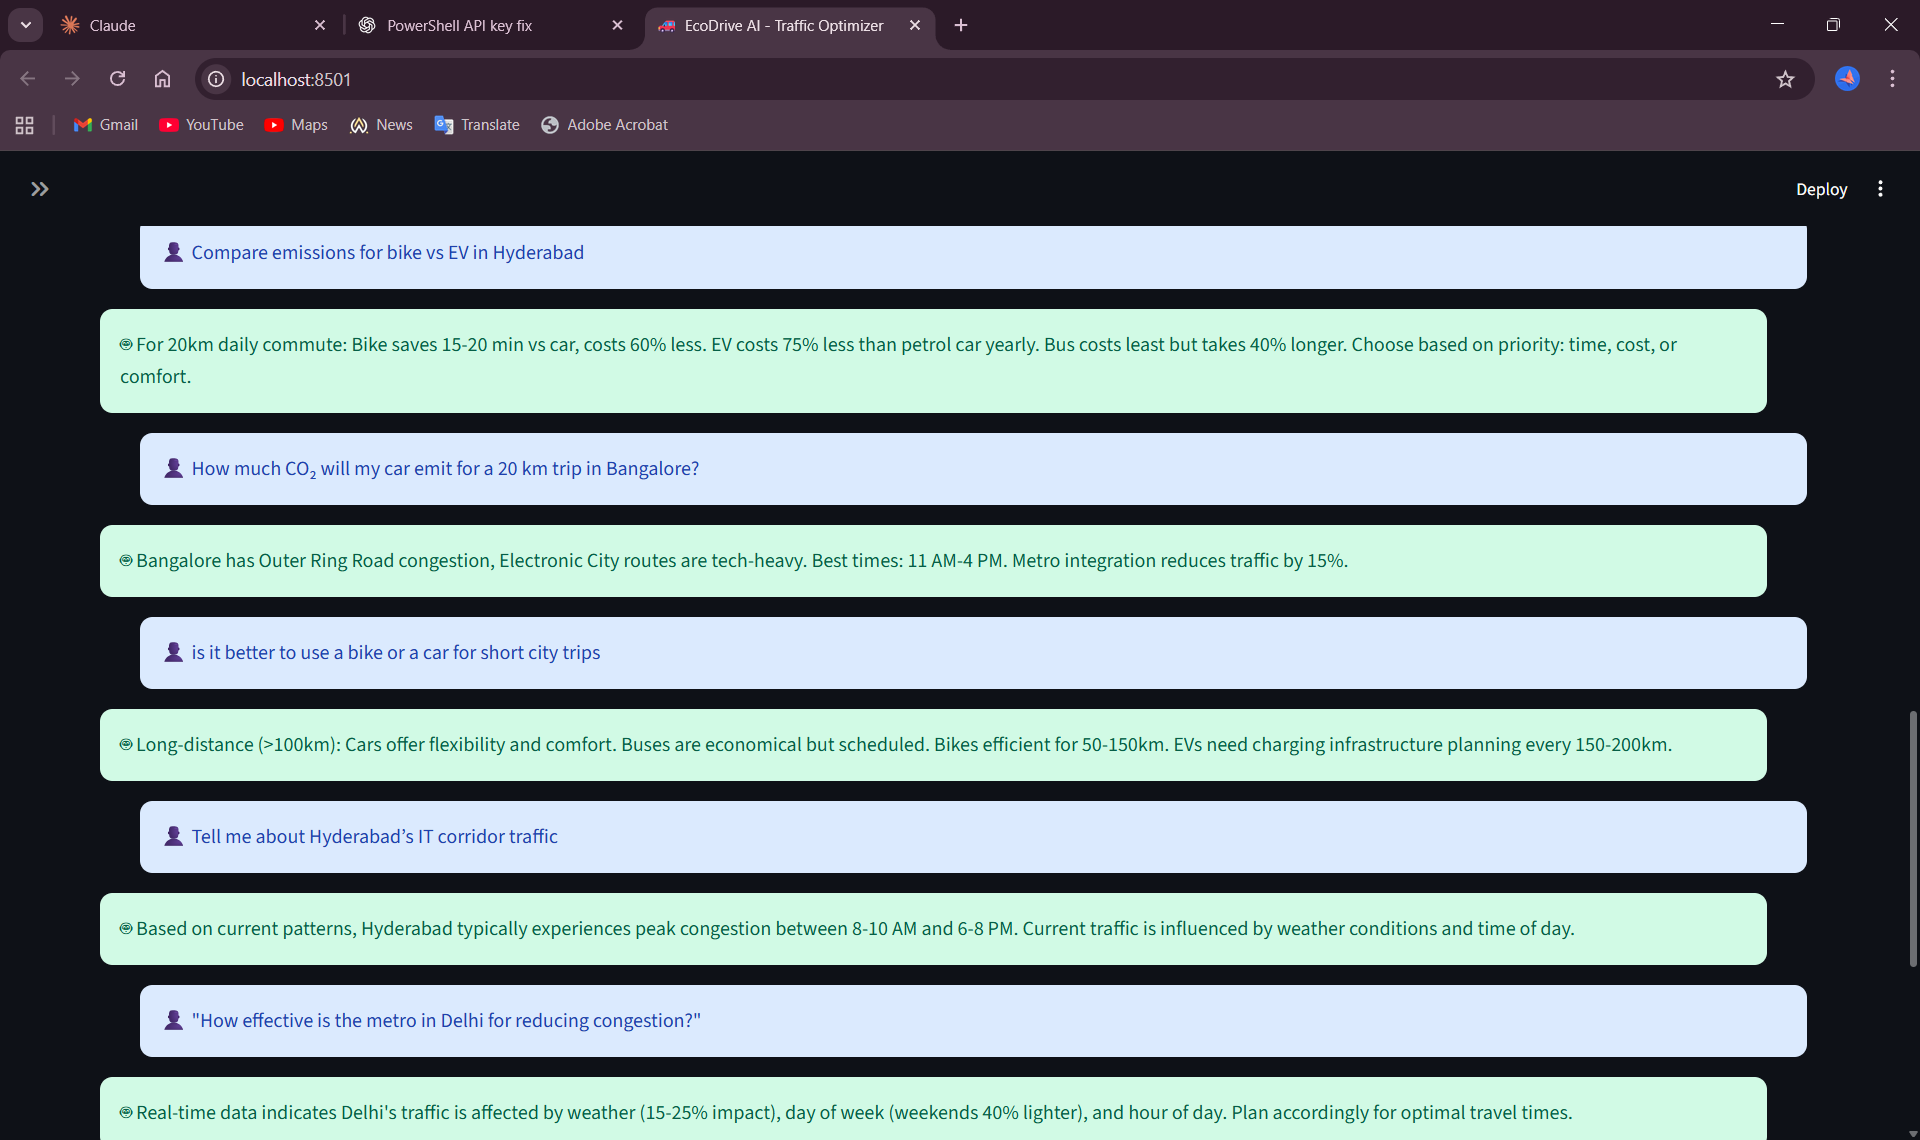 Claude
PowerShell API key fix
EcoDrive AI - Traffic Optimizer
localhost:8501
Gmail
YouTube
Maps
News
Translate
Adobe Acrobat
Deploy
Compare emissions for bike vs EV in Hyderabad
For 20km daily commute: Bike saves 15-20 min vs car, costs 60% less. EV costs 75% less than petrol car yearly. Bus costs least but takes 40% longer. Choose based on priority: time, cost, or
comfort.
How much CO₂ will my car emit for a 20 km trip in Bangalore?
Bangalore has Outer Ring Road congestion, Electronic City routes are tech-heavy. Best times: 11 AM-4 PM. Metro integration reduces traffic by 15%.
is it better to use a bike or a car for short city trips
Long-distance (>100km): Cars offer flexibility and comfort. Buses are economical but scheduled. Bikes efficient for 50-150km. EVs need charging infrastructure planning every 150-200km.
Tell me about Hyderabad’s IT corridor traffic
Based on current patterns, Hyderabad typically experiences peak congestion between 8-10 AM and 6-8 PM. Current traffic is influenced by weather conditions and time of day.
"How effective is the metro in Delhi for reducing congestion?"
Real-time data indicates Delhi's traffic is affected by weather (15-25% impact), day of week (weekends 40% lighter), and hour of day. Plan accordingly for optimal travel times.